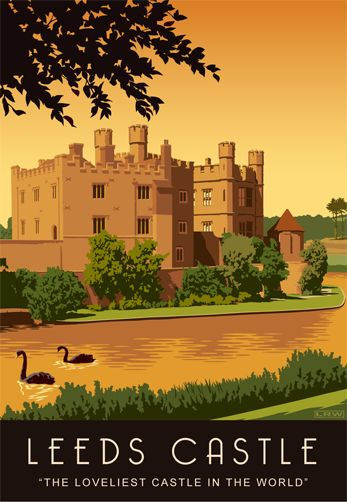 LRW
LEEDS CASTLE
“THE LOVELIEST CASTLE IN THE WORLD”